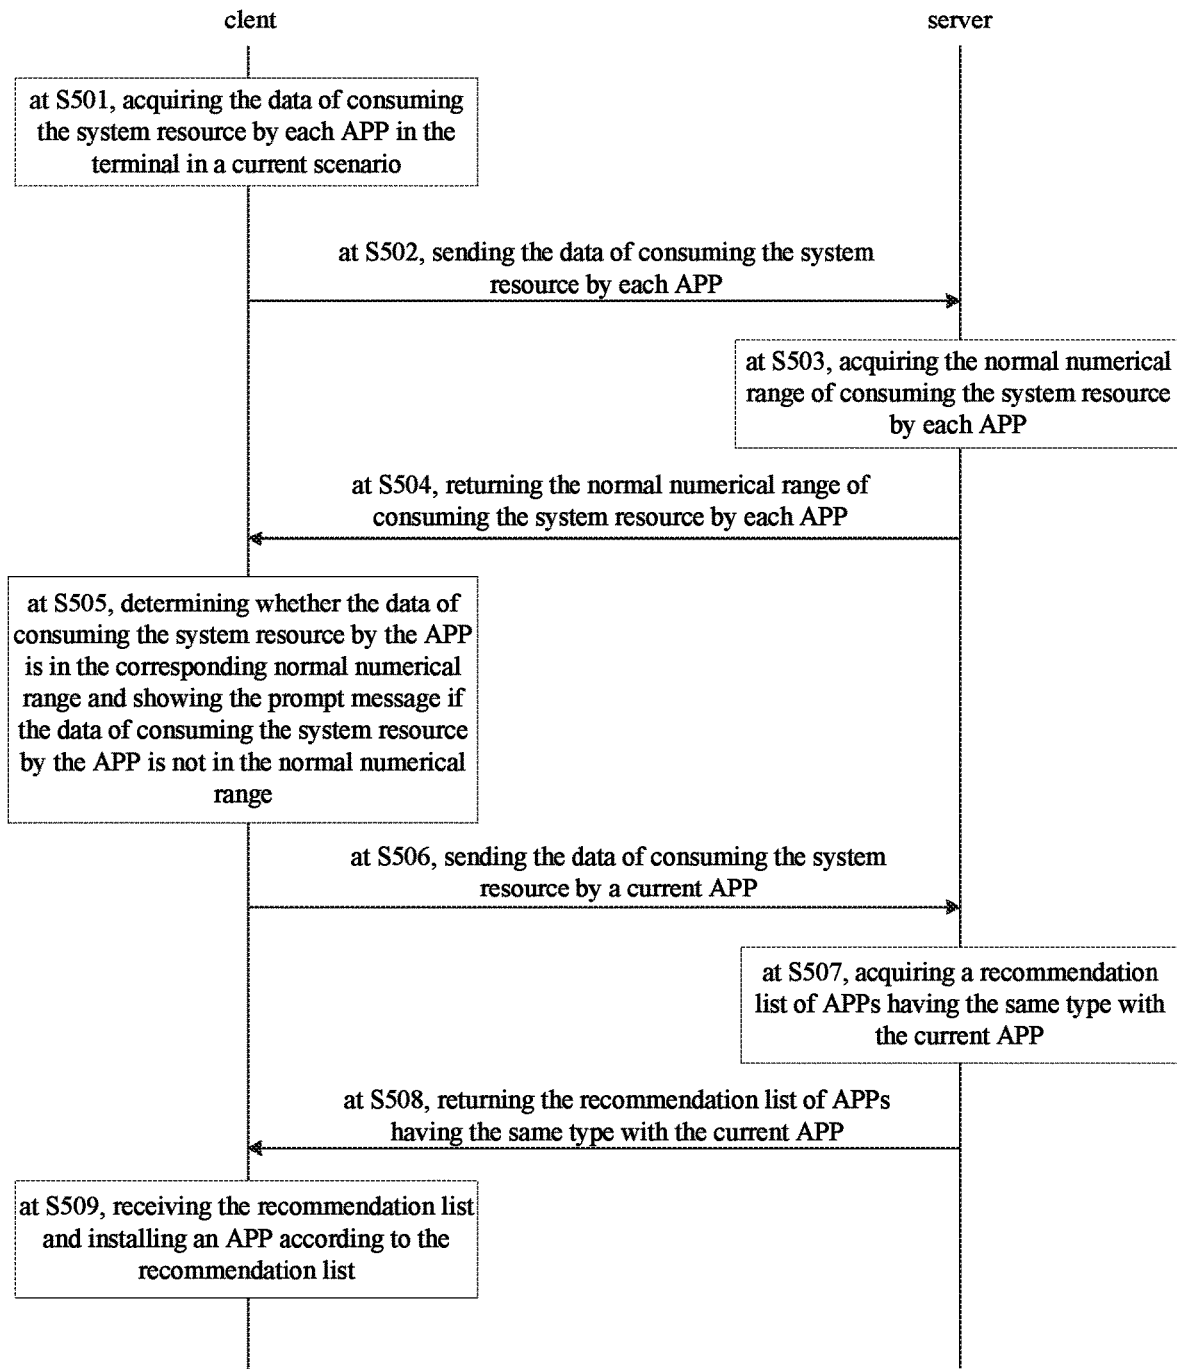 clent
server
at S501, acquiring the data of consuming
the system resource by each APP in the
terminal in a current scenario
at S502, sending the data of consuming the system
resource by each APP
at S503, acquiring the normal numerical
range of consuming the system resource
by each APP
at S504, returning the normal numerical range of
consuming the system resource by each APP
at S505, determining whether the data of
consuming the system resource by the APP
is in the corresponding normal numerical
range and showing the prompt message if
the data of consuming the system resource
by the APP is not in the normal numerical
range
at S506, sending the data of consuming the system
resource by a current APP
at S507, acquiring a recommendation
list of APPs having the same type with
the current APP
at S508, returning the recommendation list of APPs
having the same type with the current APP
at S509, receiving the recommendation list
and installing an APP according to the
recommendation list